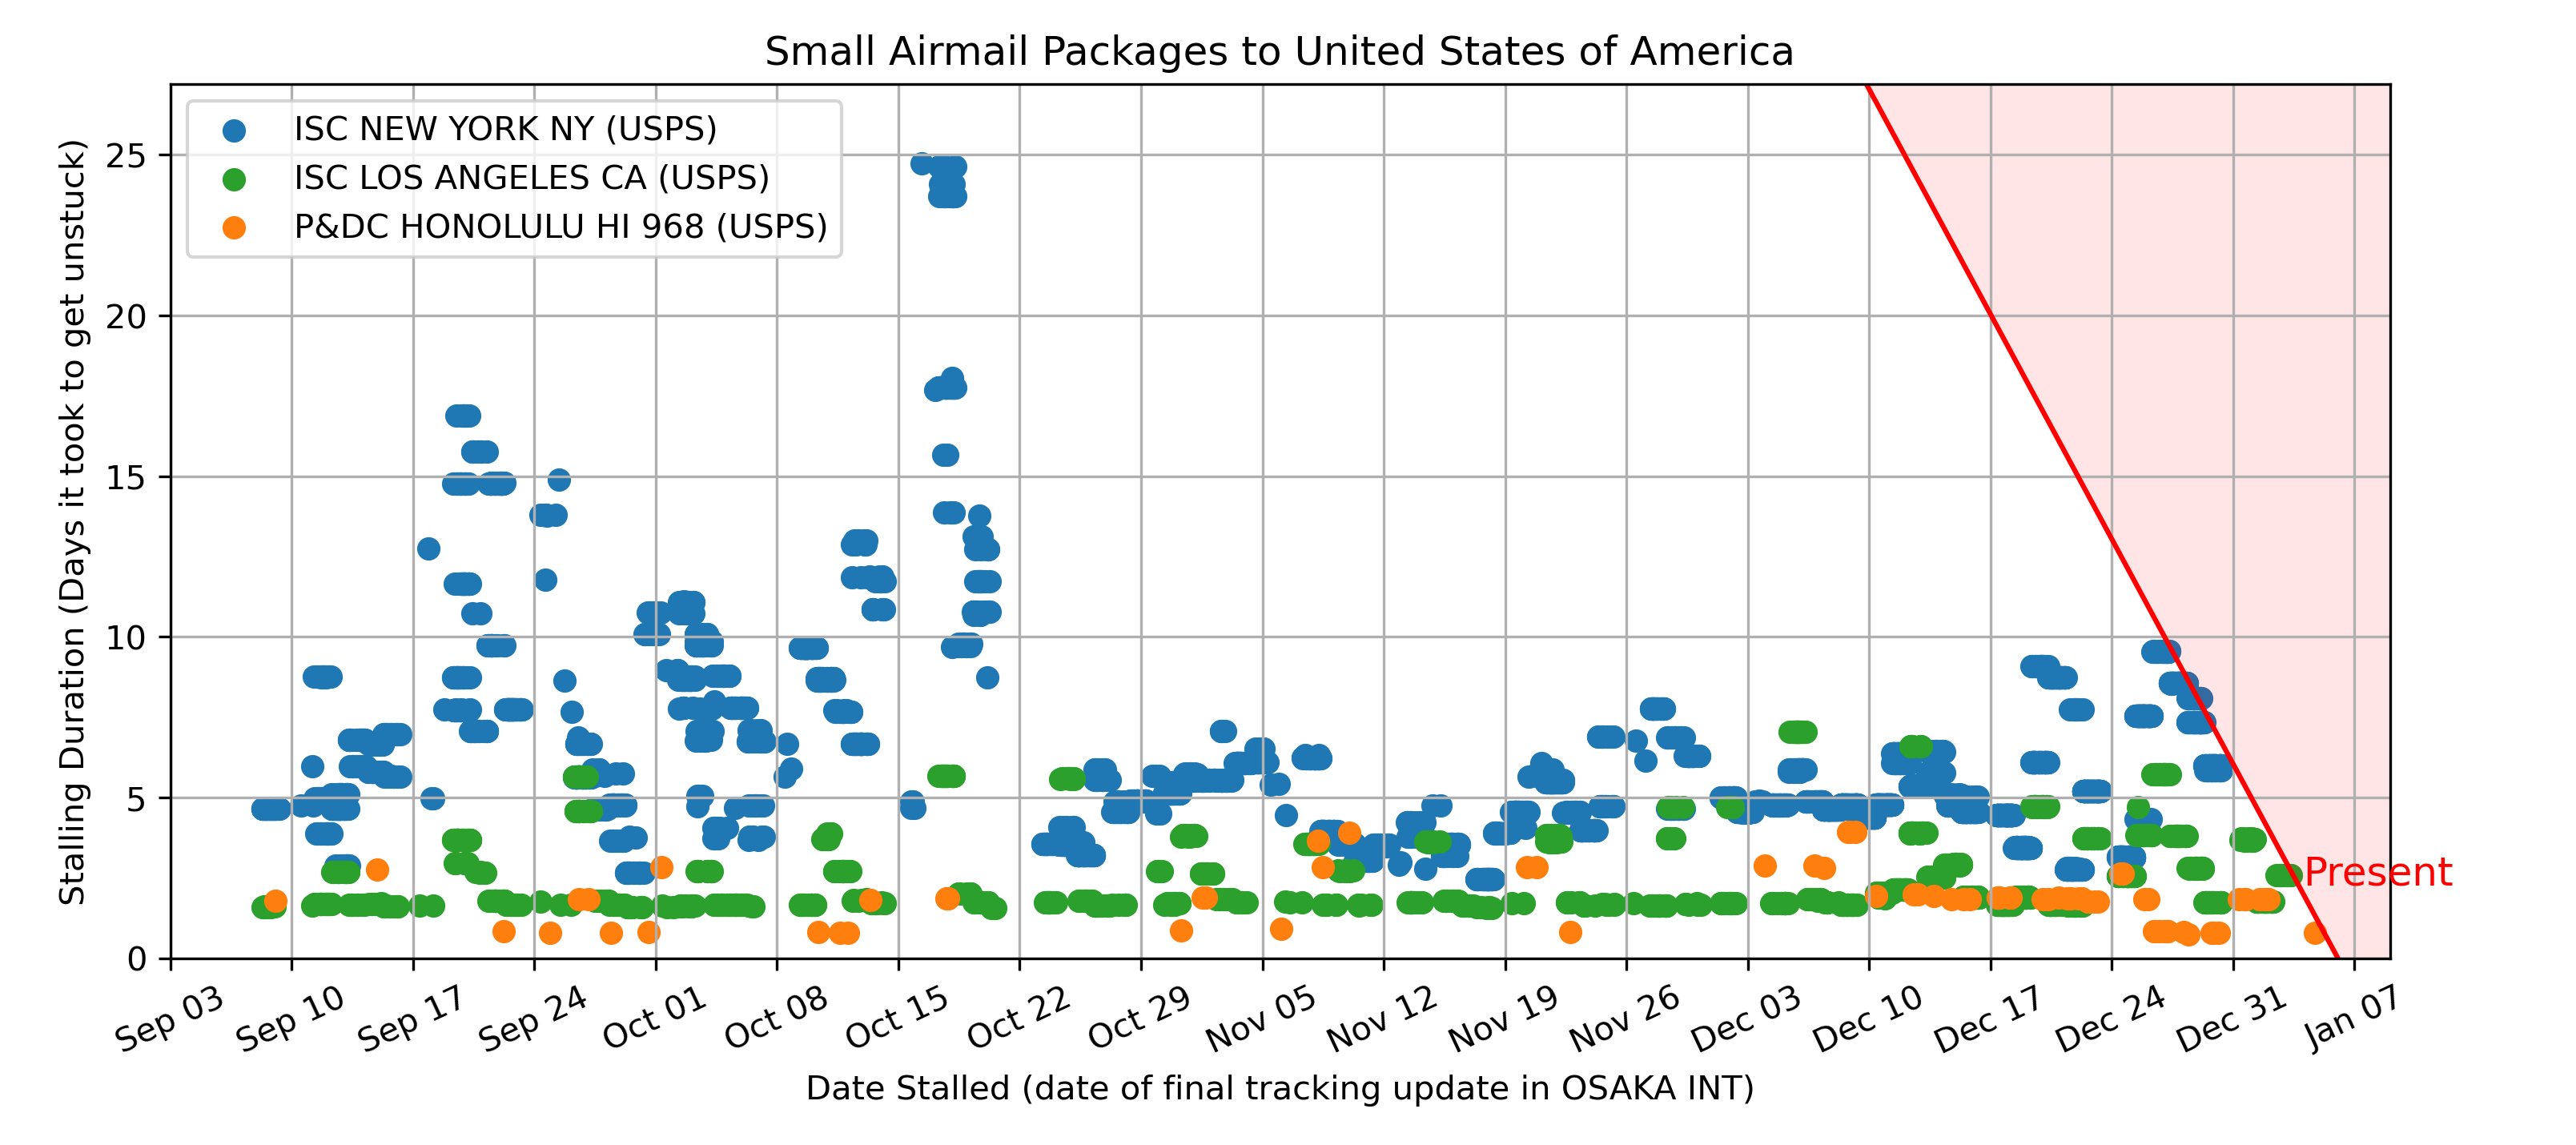 Small Airmail Packages to United States of America
ISC NEW YORK NY (USPS)
ISC LOS ANGELES CA (USPS)
P&DC HONOLULU HI 968 (USPS)
Stalling Duration (Days it took to get unstuck)
25
20
15
10
5
0
Present
Sep 03
Sep 10
Sep 17
Sep 24
Oct 01
Oct 08
Oct 15
Oct 22
Oct 29
Nov 05
Nov 12
Nov 19
Nov 26
Dec 03
Dec 10
Dec 17
Dec 24
Dec 31
Jan 07
Date Stalled (date of final tracking update in OSAKA INT)